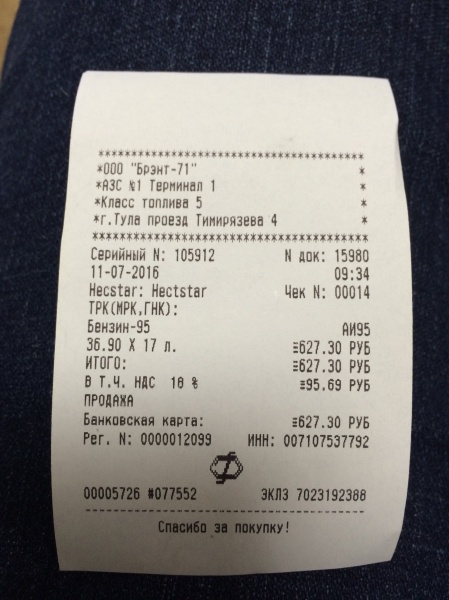 ****************************************
*ООО "Брэнт-71" *
*АЗС №1 Терминал 1 *
*Класс топлива 5 *
*г.Тула проезд Тимирязева 4 *
****************************************
Серийный N: 105912 N док: 15980
11-07-2016 09:34
Hecstar: Hectstar Чек N: 00014
ТРК(МРК,ГНК):
Бензин-95 АИ95
36.90 X 17 л. ≡627.30 РУБ
ИТОГО: ≡627.30 РУБ
В Т.Ч. НДС 18 % ≡95.69 РУБ
ПРОДАЖА
Банковская карта: ≡627.30 РУБ
Рег. N: 0000012099 ИНН: 007107537792
00005726 #077552 ЭКЛЗ 7023192388
Спасибо за покупку!